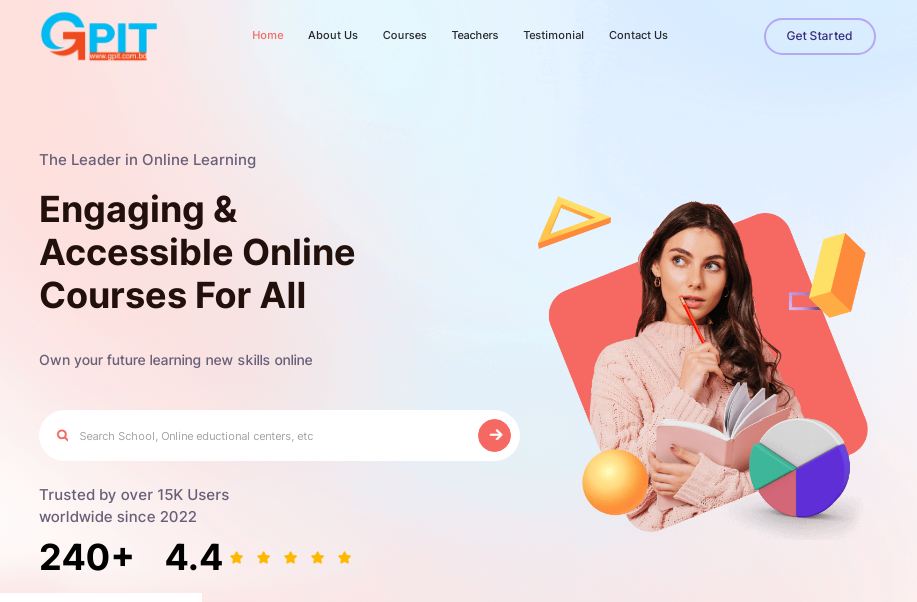 GPIT
www.gpit.com.bd
Home About Us Courses Teachers Testimonial Contact Us
Get Started
The Leader in Online Learning
Engaging &
Accessible Online
Courses For All
Own your future learning new skills online
Search School, Online eductional centers, etc
Trusted by over 15K Users
worldwide since 2022
240+ 4.4